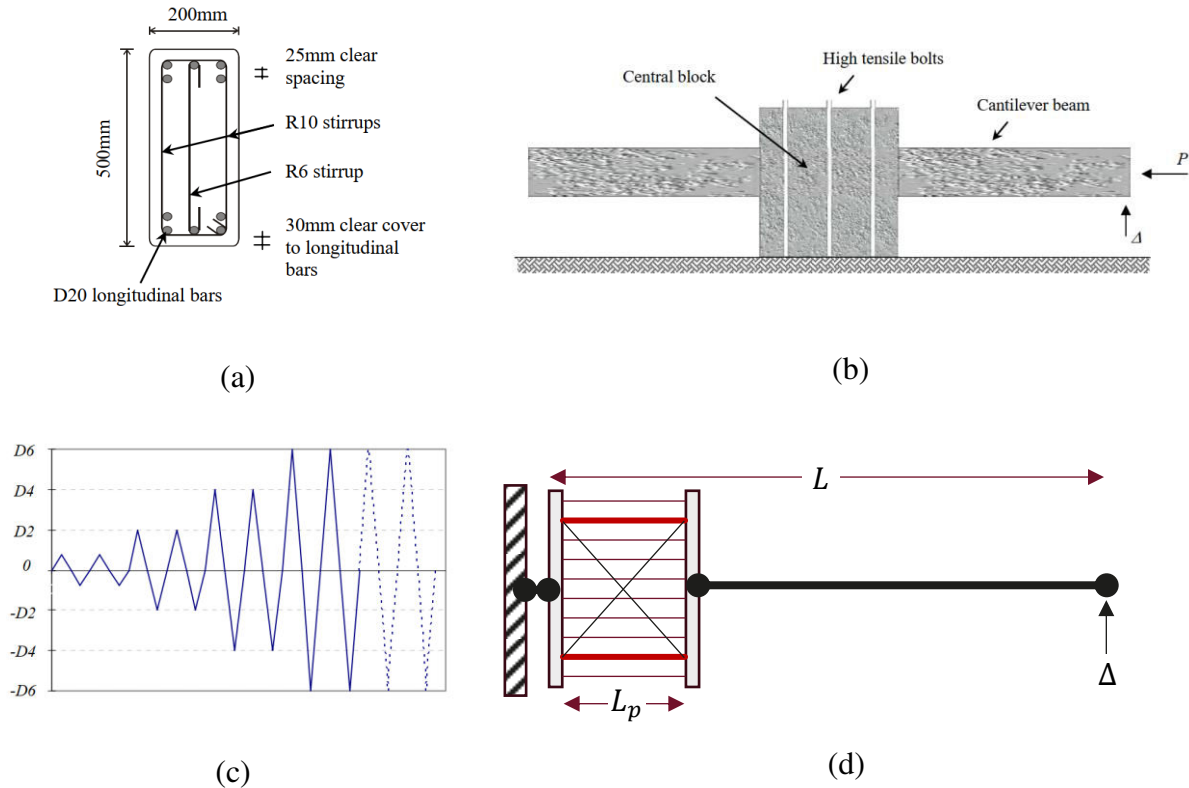 200mm
500mm
25mm clear
spacing
R10 stirrups
R6 stirrup
30mm clear cover
to longitudinal
bars
D20 longitudinal bars
(a)
High tensile bolts
Central block
Cantilever beam
P
Δ
(b)
D6
D4
D2
0
-D2
-D4
-D6
(c)
L
L_p
Δ
(d)